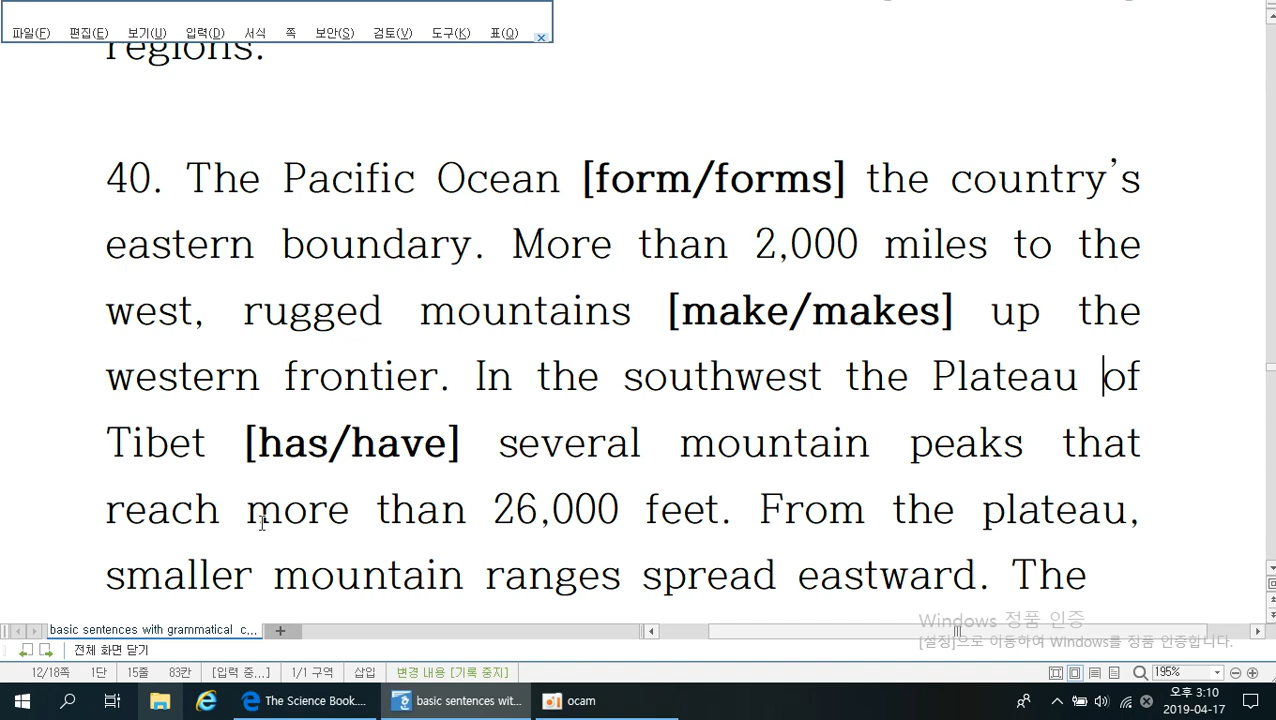 파일(F) 편집(E) 보기(U) 입력(D) 서식 쪽 보안(S) 검토(V) 도구(K) 표(Q)
regions.
40. The Pacific Ocean [form/forms] the country's
eastern boundary. More than 2,000 miles to the
west, rugged mountains [make/makes] up the
western frontier. In the southwest the Plateau of
Tibet [has/have] several mountain peaks that
reach more than 26,000 feet. From the plateau,
smaller mountain ranges spread eastward. The
Windows 정품 인증
[설정]으로 이동하여 Windows를 정품 인증합니다.
basic sentences with grammatical c...
전체 화면 닫기
12/18쪽 1단 15줄 83칸 [입력 중...] 1/1 구역 삽입 변경 내용 [기록 중지] 195%
The Science Book.... basic sentences wit... ocam
오후 3:10
2019-04-17